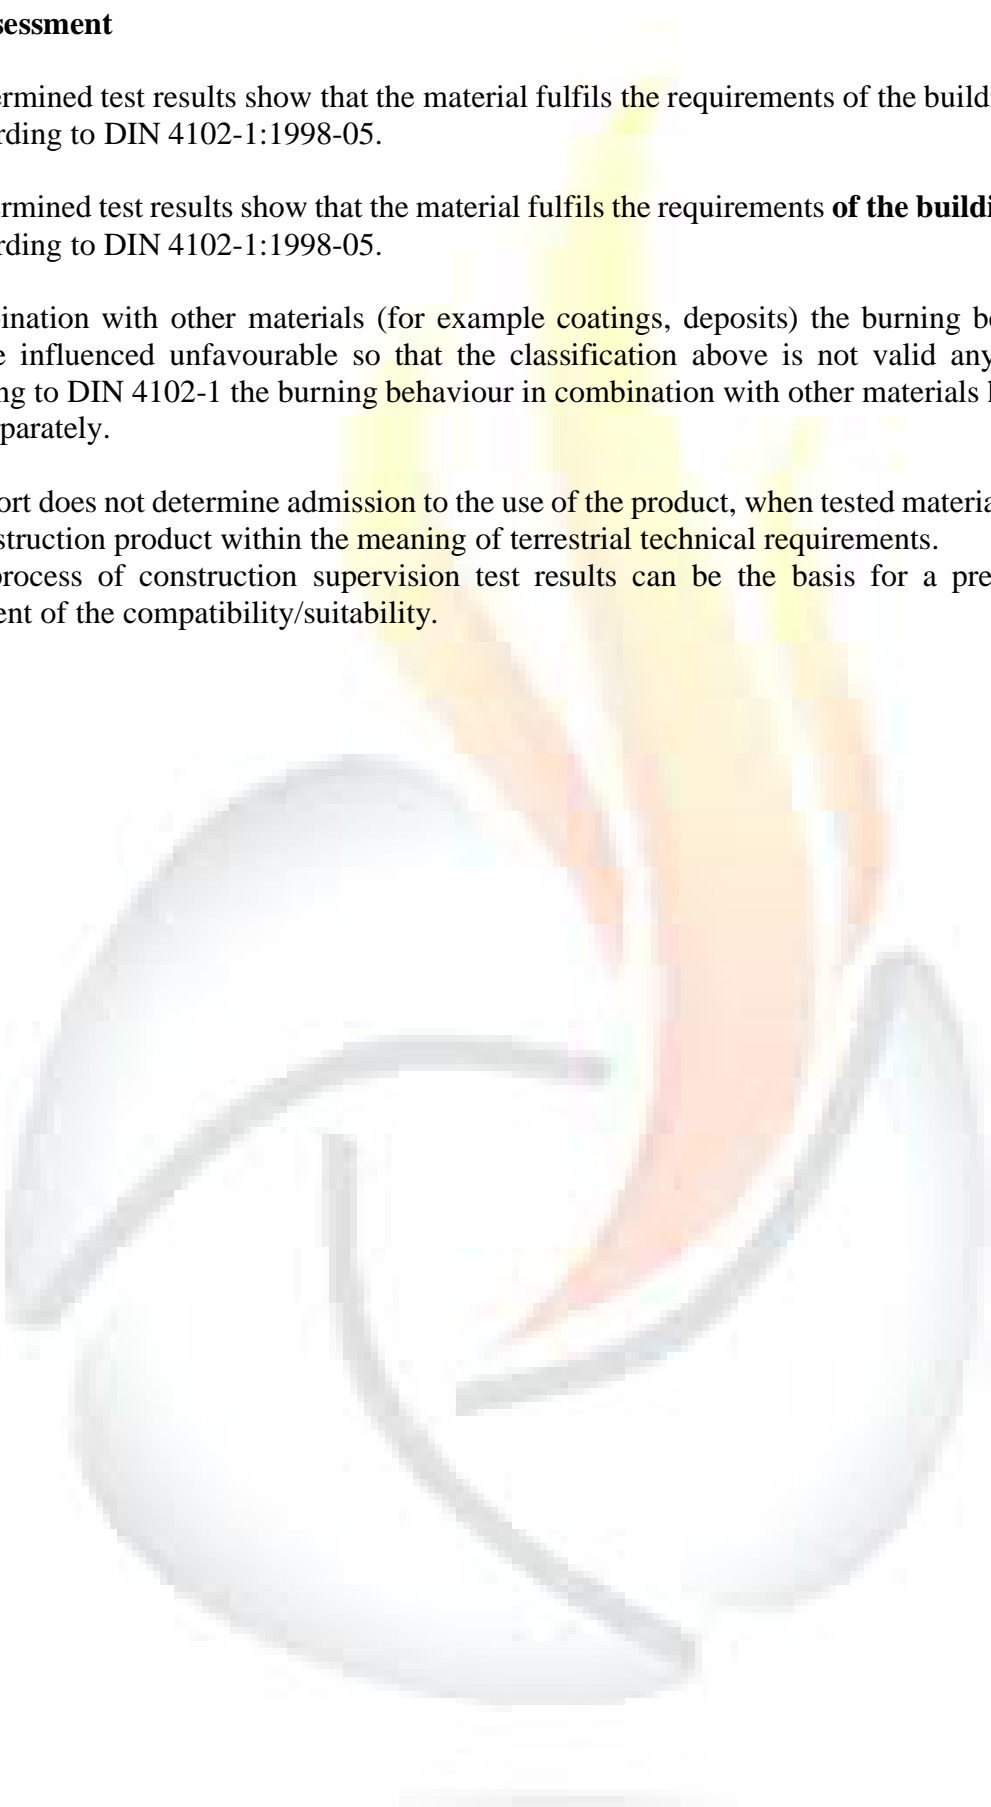 sessment
ermined test results show that the material fulfils the requirements of the buildi
rding to DIN 4102-1:1998-05.
ermined test results show that the material fulfils the requirements of the buildi
rding to DIN 4102-1:1998-05.
bination with other materials (for example coatings, deposits) the burning be
e influenced unfavourable so that the classification above is not valid any
ng to DIN 4102-1 the burning behaviour in combination with other materials h
parately.
ort does not determine admission to the use of the product, when tested materia
struction product within the meaning of terrestrial technical requirements.
process of construction supervision test results can be the basis for a pre
ent of the compatibility/suitability.